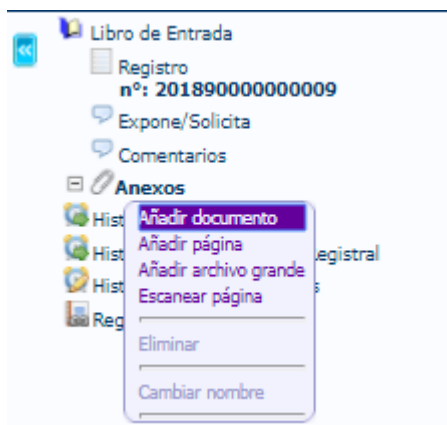 Libro de Entrada
Registro
nº: 201890000000009
Expone/Solicita
Comentarios
Anexos
Hist
Añadir documento
Añadir página
Hist
egistral
Añadir archivo grande
Hist
s
Escanear página
Reg
Eliminar
Cambiar nombre